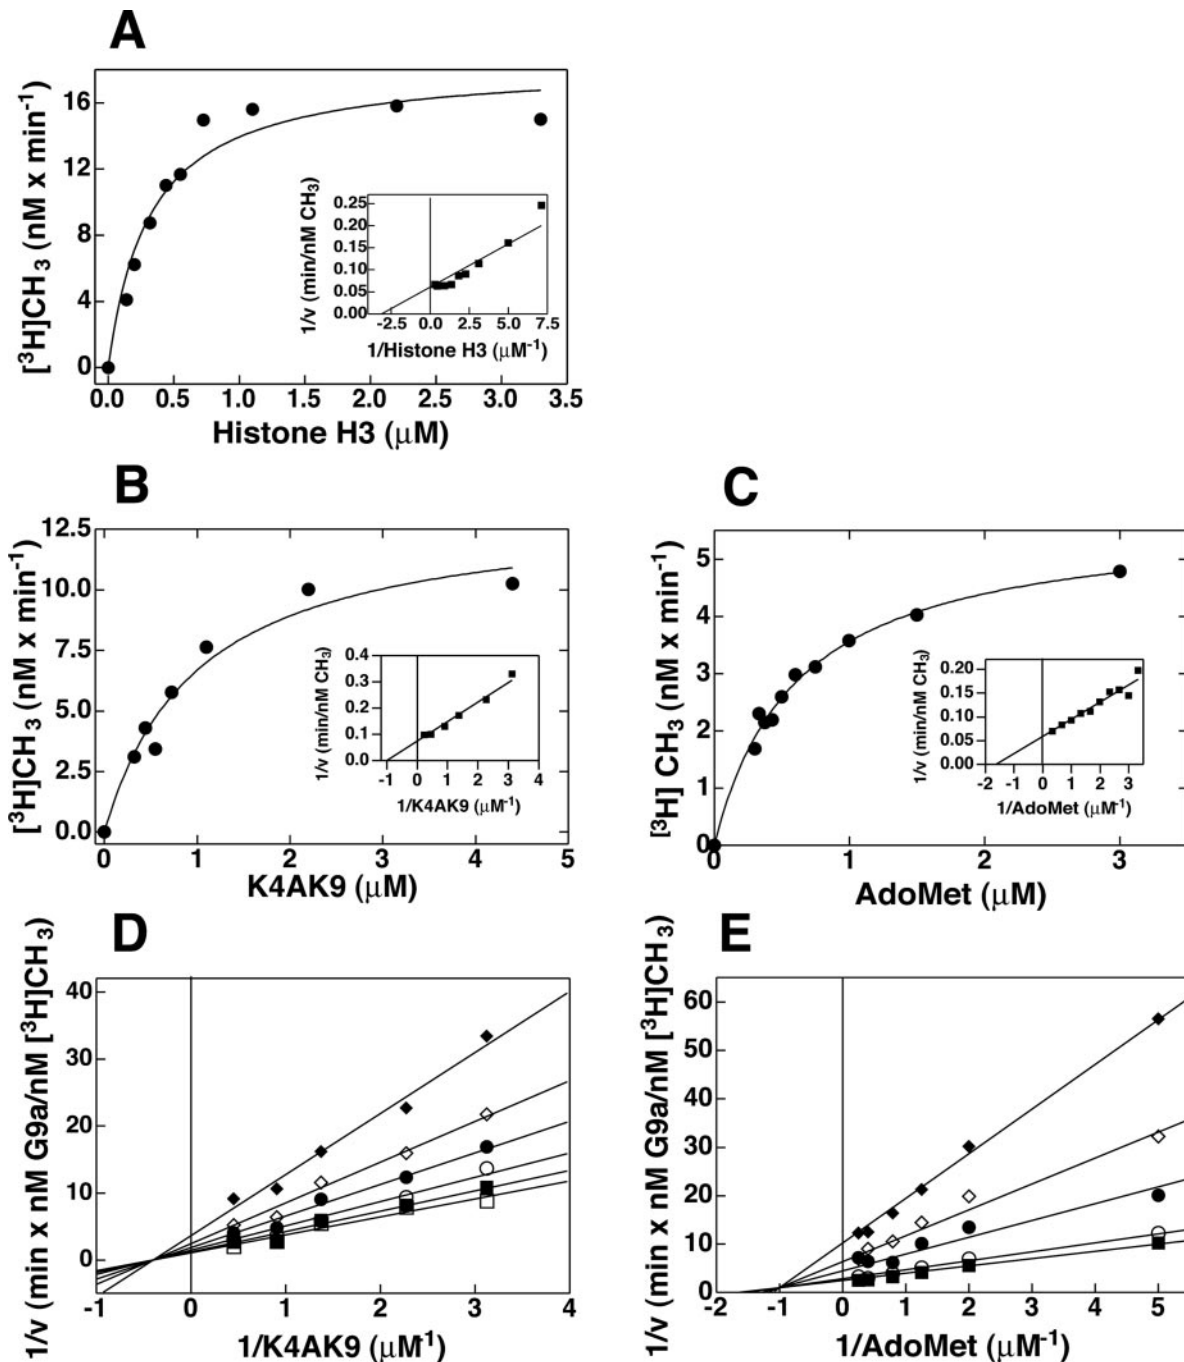 A
[³H]CH₃ (nM x min⁻¹)
16
12
8
4
0
0.0 0.5 1.0 1.5 2.0 2.5 3.0 3.5
Histone H3 (μM)
1/v (min/nM CH₃)
0.25
0.20
0.15
0.10
0.05
0.00
-2.5 0.0 2.5 5.0 7.5
1/Histone H3 (μM⁻¹)
B
[³H]CH₃ (nM x min⁻¹)
12.5
10.0
7.5
5.0
2.5
0.0
0 1 2 3 4 5
K4AK9 (μM)
1/v (min/nM CH₃)
0.4
0.3
0.2
0.1
0.0
-1 0 1 2 3 4
1/K4AK9 (μM⁻¹)
C
[³H] CH₃ (nM x min⁻¹)
5
4
3
2
1
0
0 1 2 3
AdoMet (μM)
1/v (min/nM CH₃)
0.20
0.15
0.10
0.05
0.00
-2 -1 0 1 2 3
1/AdoMet (μM⁻¹)
D
1/v (min x nM G9a/nM [³H]CH₃)
40
30
20
10
0
-1 0 1 2 3 4
1/K4AK9 (μM⁻¹)
E
1/v (min x nM G9a/nM [³H]CH₃)
60
50
40
30
20
10
0
-2 -1 0 1 2 3 4 5
1/AdoMet (μM⁻¹)